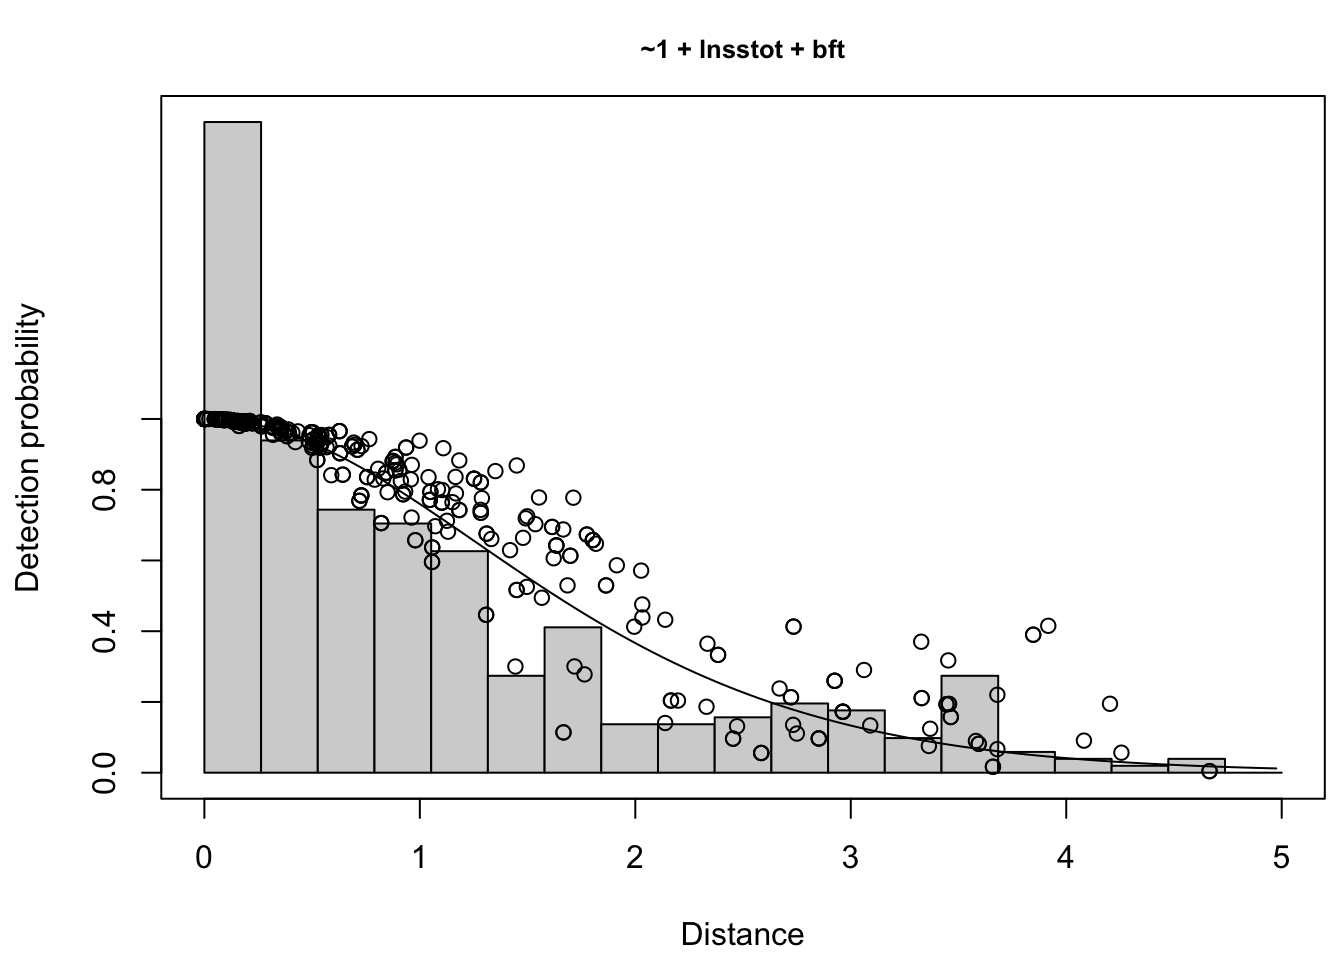 ~1 + lnsstot + bft
Detection probability
0.8
0.4
0.0
0 1 2 3 4 5
Distance